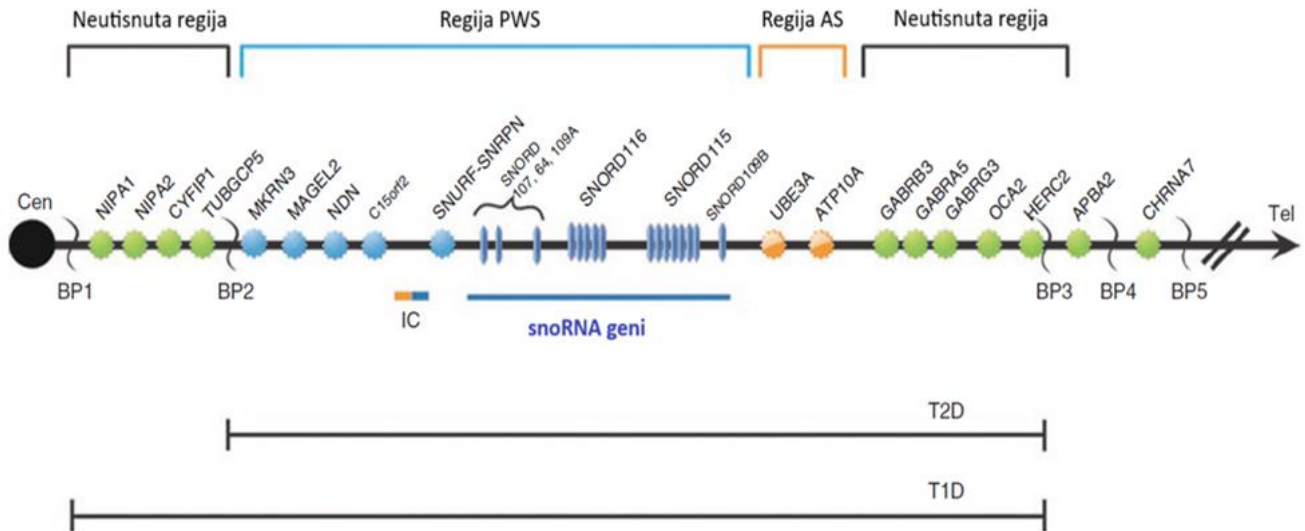 Neutisnuta regija
Regija PWS
Regija AS
Neutisnuta regija
Cen
NIPA1
NIPA2
CYFIP1
TUBGCP5
MKRN3
MAGEL2
NDN
C15orf2
SNURF-SNRPN
SNORD
107, 64, 109A
SNORD116
SNORD115
SNORD109B
UBE3A
ATP10A
GABRB3
GABRA5
GABRG3
OCA2
HERC2
APBA2
CHRNA7
Tel
BP1
BP2
IC
snoRNA geni
BP3
BP4
BP5
T2D
T1D